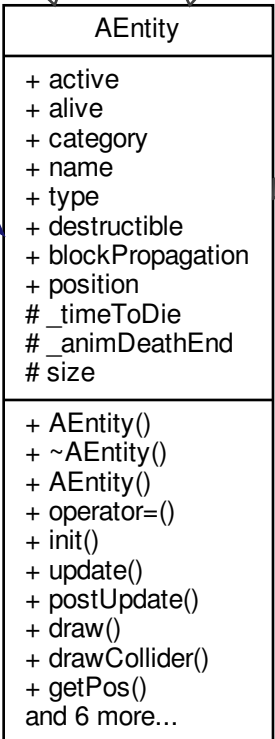 AEntity
+ active
+ alive
+ category
+ name
+ type
+ destructible
+ blockPropagation
+ position
# _timeToDie
# _animDeathEnd
# size
+ AEntity()
+ ~AEntity()
+ AEntity()
+ operator=()
+ init()
+ update()
+ postUpdate()
+ draw()
+ drawCollider()
+ getPos()
and 6 more...